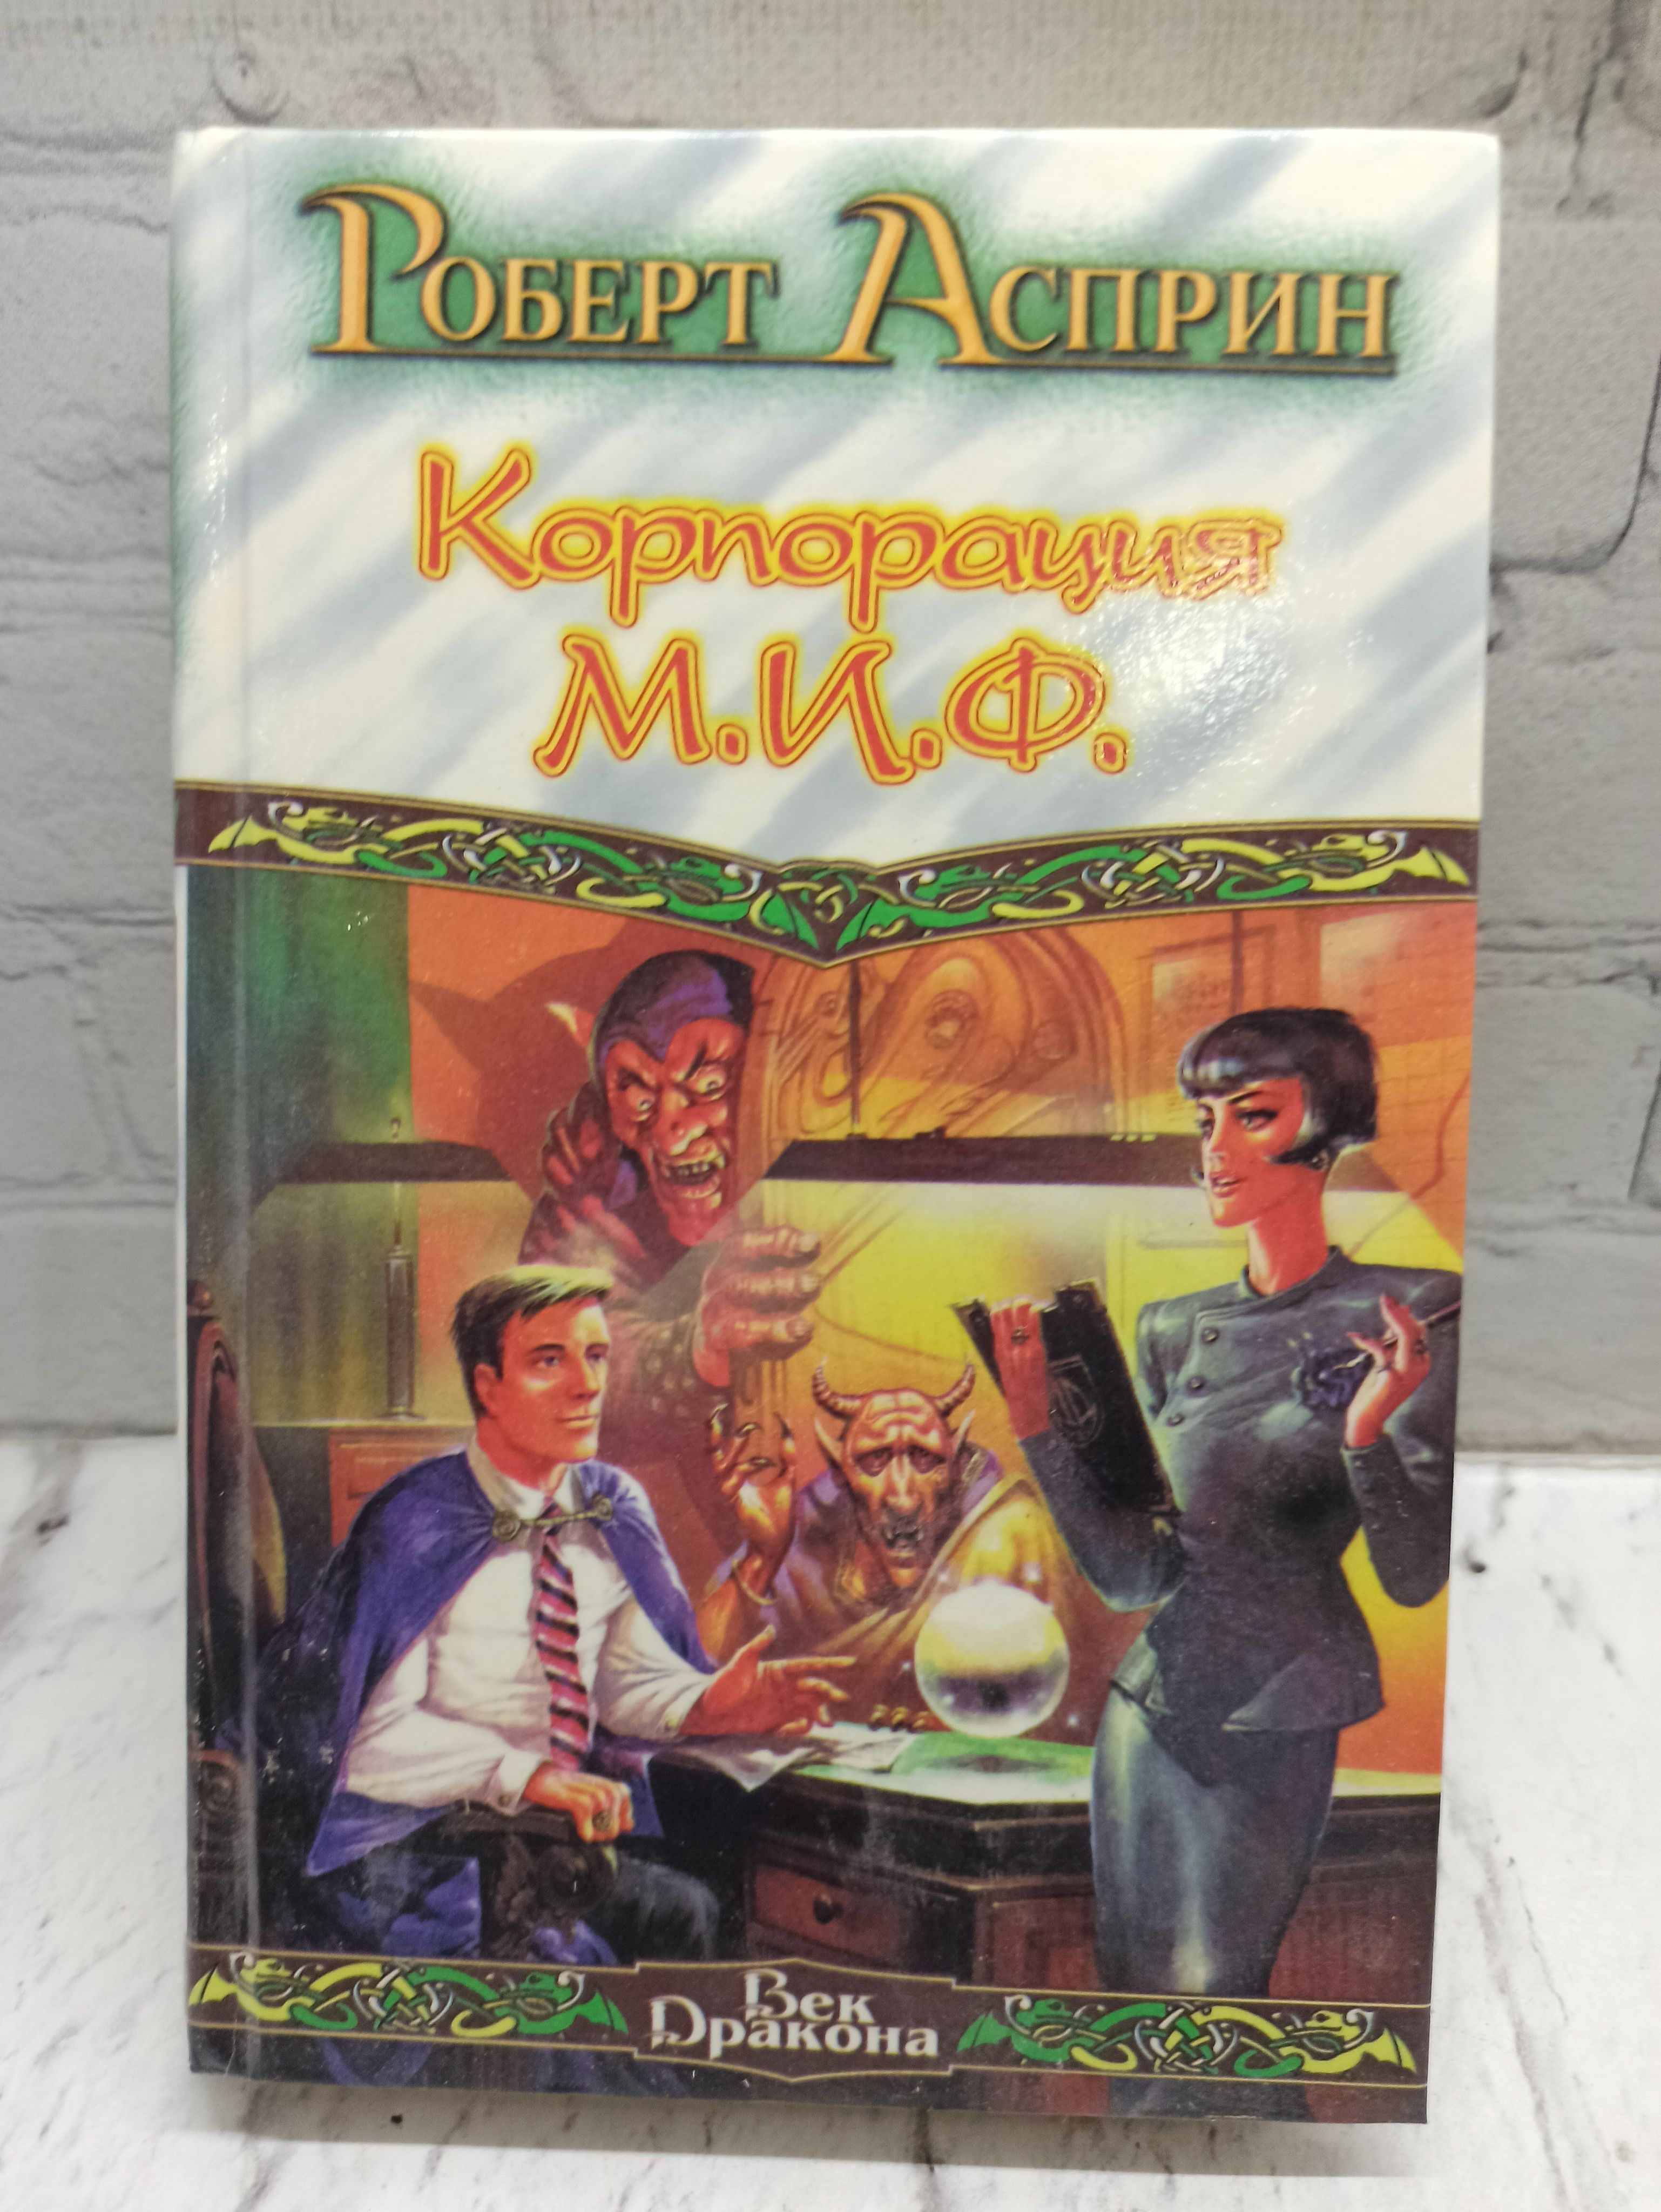 Роберт Асприн
Корпорация
М.И.Ф.
Век
Дракона